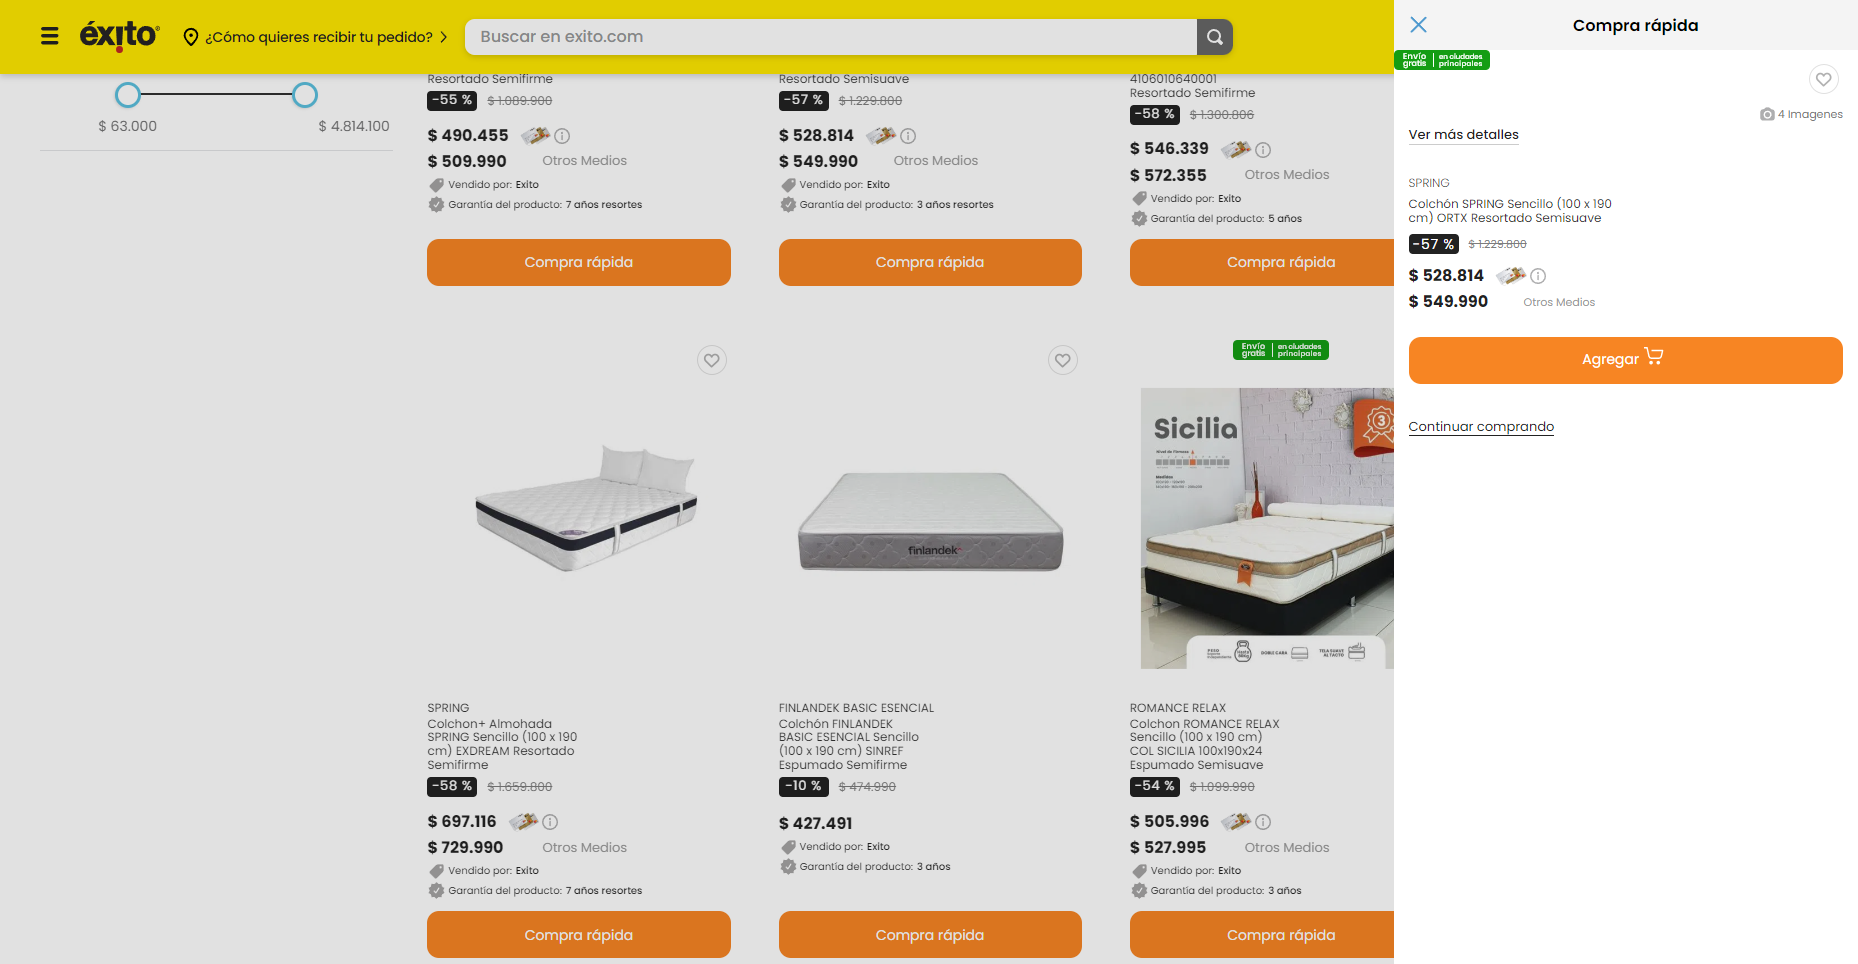 éxito
¿Cómo quieres recibir tu pedido?
Buscar en exito.com
$ 63.000
$ 4.814.100
Resortado Semifirme
-55 % $ 1.089.900
$ 490.455
$ 509.990 Otros Medios
Vendido por: Exito
Garantía del producto: 7 años resortes
Compra rápida
Resortado Semisuave
-57 % $ 1.229.800
$ 528.814
$ 549.990 Otros Medios
Vendido por: Exito
Garantía del producto: 3 años resortes
Compra rápida
4106010640001
Resortado Semifirme
-58 % $ 1.300.806
$ 546.339
$ 572.355 Otros Medios
Vendido por: Exito
Garantía del producto: 5 años
Compra rápida
SPRING
Colchon+ Almohada
SPRING Sencillo (100 x 190
cm) EXDREAM Resortado
Semifirme
-58 % $ 1.659.800
$ 697.116
$ 729.990 Otros Medios
Vendido por: Exito
Garantía del producto: 7 años resortes
Compra rápida
finlandek
FINLANDEK BASIC ESENCIAL
Colchón FINLANDEK
BASIC ESENCIAL Sencillo
(100 x 190 cm) SINREF
Espumado Semifirme
-10 % $ 474.990
$ 427.491
Vendido por: Exito
Garantía del producto: 3 años
Compra rápida
Envío gratis en ciudades principales
Sicilia
3
Nivel de Firmeza
Medidas
DOBLE CARA
TELA SUAVE
AL TACTO
ROMANCE RELAX
Colchon ROMANCE RELAX
Sencillo (100 x 190 cm)
COL SICILIA 100x190x24
Espumado Semisuave
-54 % $ 1.099.990
$ 505.996
$ 527.995 Otros Medios
Vendido por: Exito
Garantía del producto: 3 años
Compra rápida
Compra rápida
Envío gratis en ciudades principales
4 Imagenes
Ver más detalles
SPRING
Colchón SPRING Sencillo (100 x 190
cm) ORTX Resortado Semisuave
-57 % $ 1.229.800
$ 528.814
$ 549.990 Otros Medios
Agregar
Continuar comprando